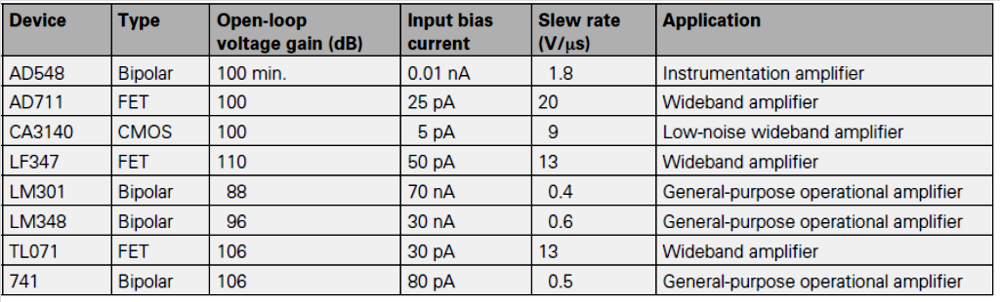 Device Type Open-loop voltage gain (dB) Input bias current Slew rate (V/μs) Application
AD548 Bipolar 100 min. 0.01 nA 1.8 Instrumentation amplifier
AD711 FET 100 25 pA 20 Wideband amplifier
CA3140 CMOS 100 5 pA 9 Low-noise wideband amplifier
LF347 FET 110 50 pA 13 Wideband amplifier
LM301 Bipolar 88 70 nA 0.4 General-purpose operational amplifier
LM348 Bipolar 96 30 nA 0.6 General-purpose operational amplifier
TL071 FET 106 30 pA 13 Wideband amplifier
741 Bipolar 106 80 pA 0.5 General-purpose operational amplifier